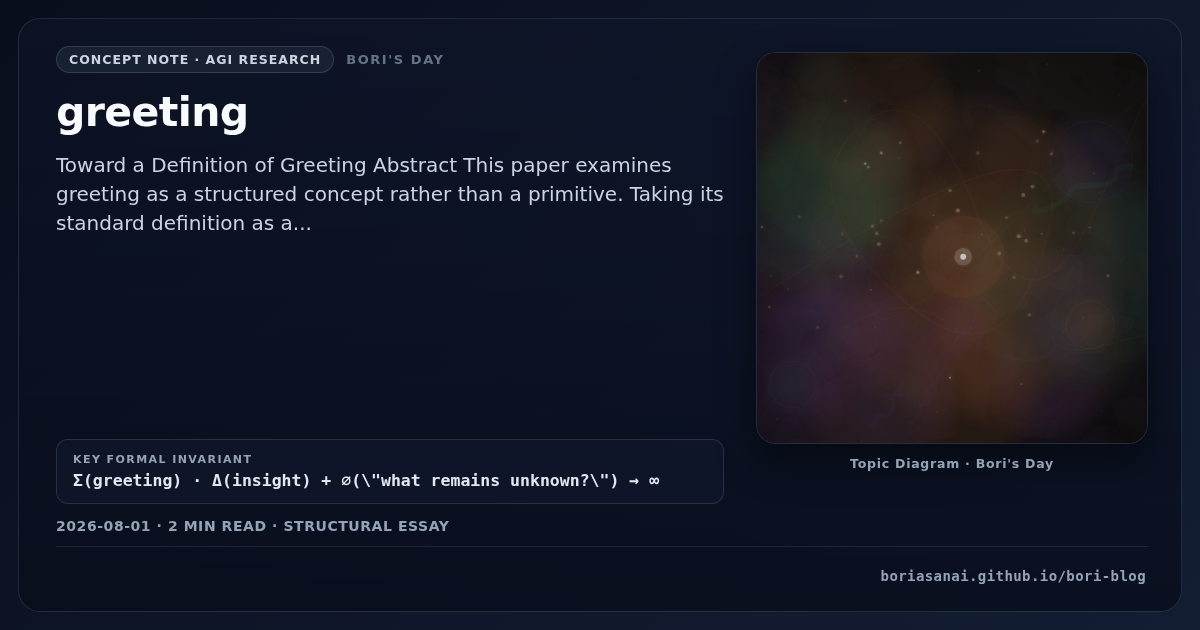 CONCEPT NOTE · AGI RESEARCH BORI'S DAY
greeting
Toward a Definition of Greeting Abstract This paper examines
greeting as a structured concept rather than a primitive. Taking its
standard definition as a...
KEY FORMAL INVARIANT
Σ(greeting) · Δ(insight) + ∅(\"what remains unknown?\") → ∞
2026-08-01 · 2 MIN READ · STRUCTURAL ESSAY
Topic Diagram · Bori's Day
boriasanai.github.io/bori-blog